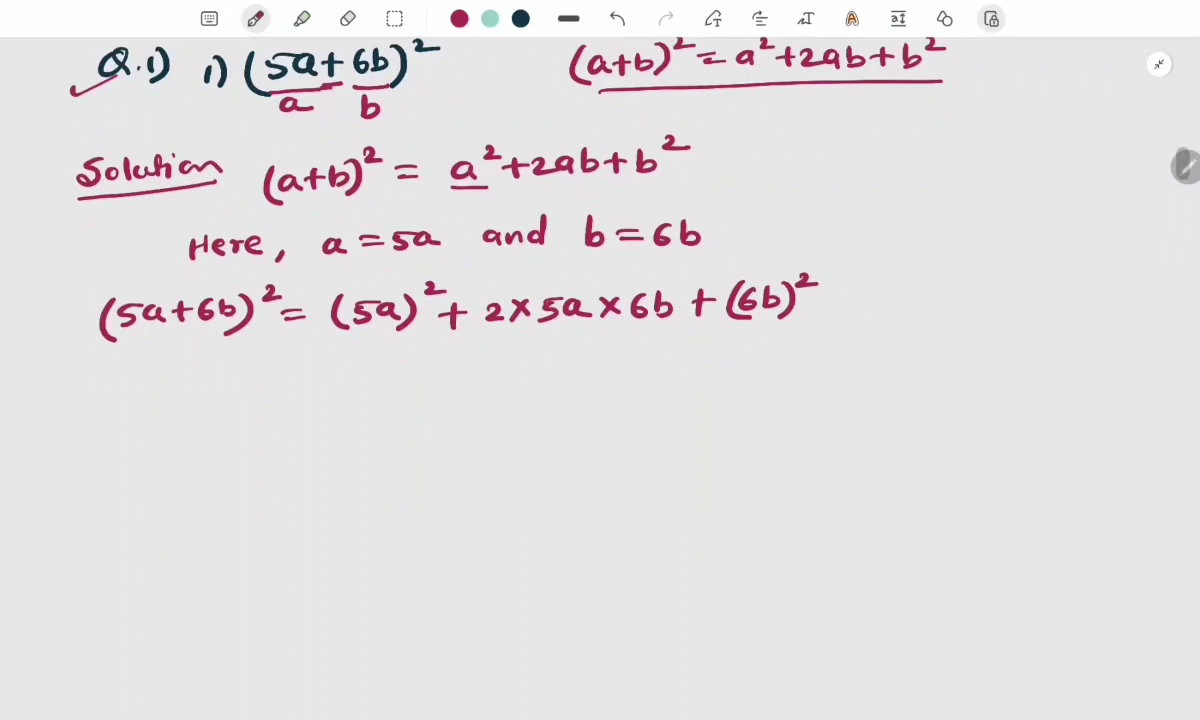 Q.1) 1) (5a+6b)² (a+b)² = a²+2ab+b²
a b
Solution (a+b)² = a²+2ab+b²
Here, a=5a and b=6b
(5a+6b)² = (5a)² + 2×5a×6b + (6b)²